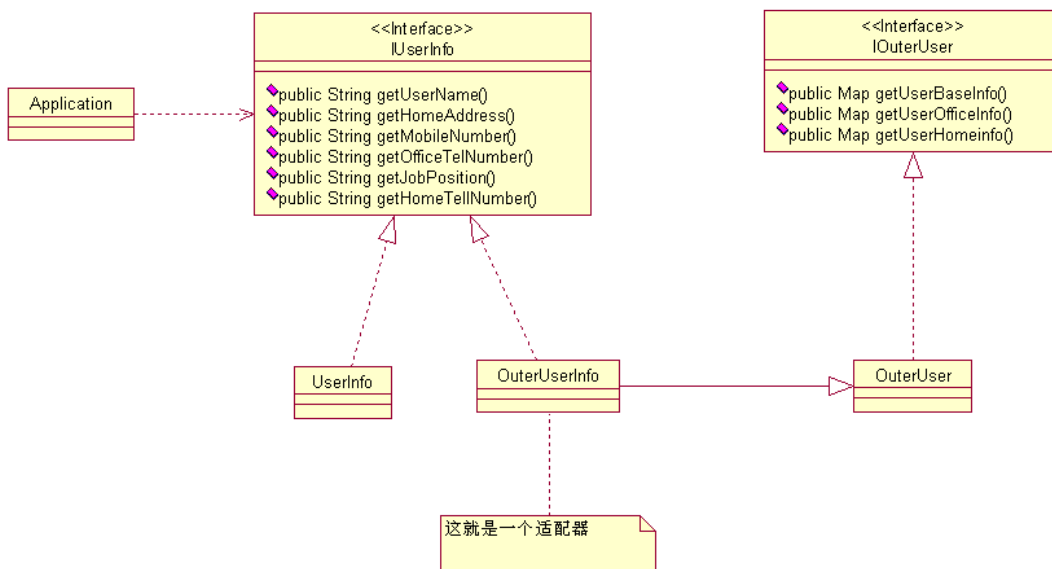 <<Interface>>
IUserInfo
public String getUserName()
public String getHomeAddress()
public String getMobileNumber()
public String getOfficeTelNumber()
public String getJobPosition()
public String getHomeTellNumber()
<<Interface>>
IOuterUser
public Map getUserBaseInfo()
public Map getUserOfficeInfo()
public Map getUserHomeinfo()
Application
UserInfo
OuterUserInfo
OuterUser
这就是一个适配器